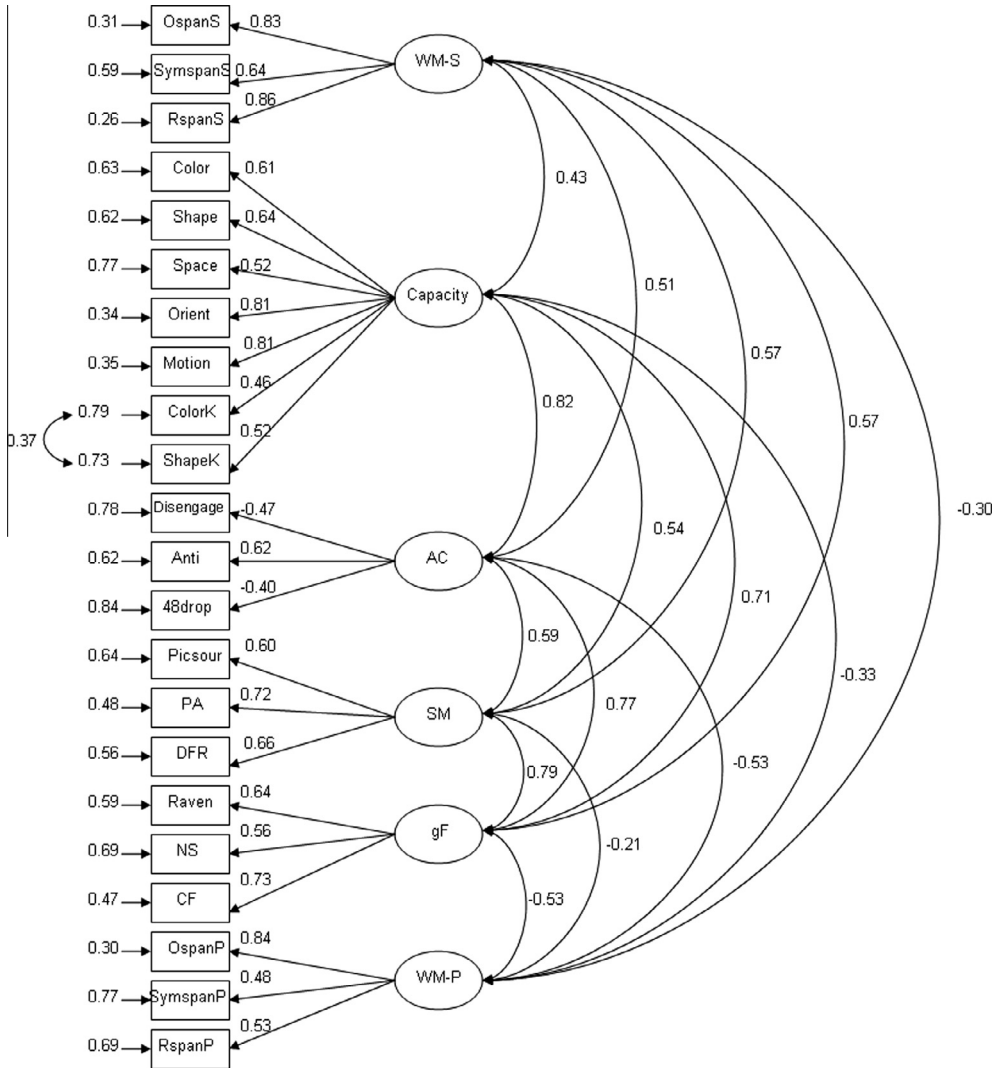 0.31 OspanS 0.83
0.59 SymspanS 0.64
0.26 RspanS 0.86
WM-S
0.63 Color 0.61
0.62 Shape 0.64
0.77 Space 0.52
0.34 Orient 0.81
0.35 Motion 0.81
0.79 ColorK 0.46
0.73 ShapeK 0.52
0.37
Capacity
0.78 Disengage -0.47
0.62 Anti 0.62
0.84 48drop -0.40
AC
0.64 Picsour 0.60
0.48 PA 0.72
0.56 DFR 0.66
SM
0.59 Raven 0.64
0.69 NS 0.56
0.47 CF 0.73
gF
0.30 OspanP 0.84
0.77 SymspanP 0.48
0.69 RspanP 0.53
WM-P
0.43
0.51
0.57
0.57
-0.30
0.82
0.54
0.71
-0.33
0.59
0.77
-0.53
0.79
-0.21
-0.53